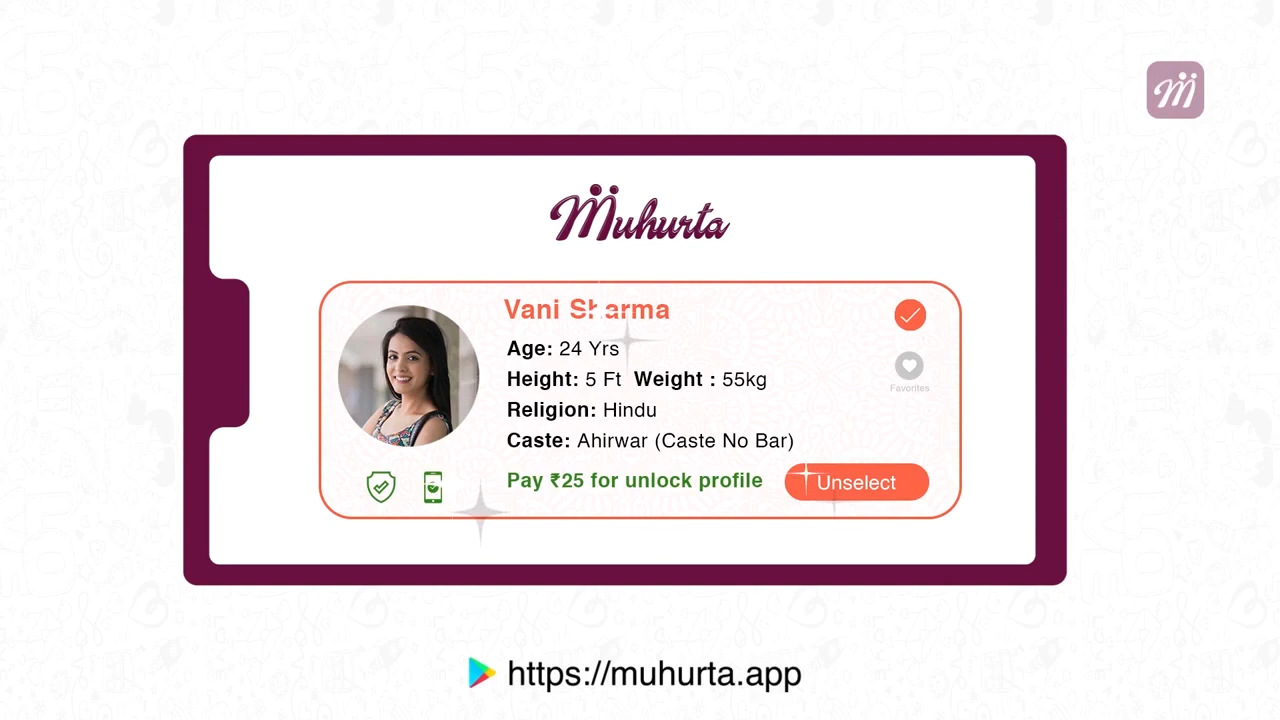 Muhurta
Vani Sharma
Age: 24 Yrs
Height: 5 Ft Weight : 55kg
Favorites
Religion: Hindu
Caste: Ahirwar (Caste No Bar)
Pay ₹25 for unlock profile
Unselect
https://muhurta.app